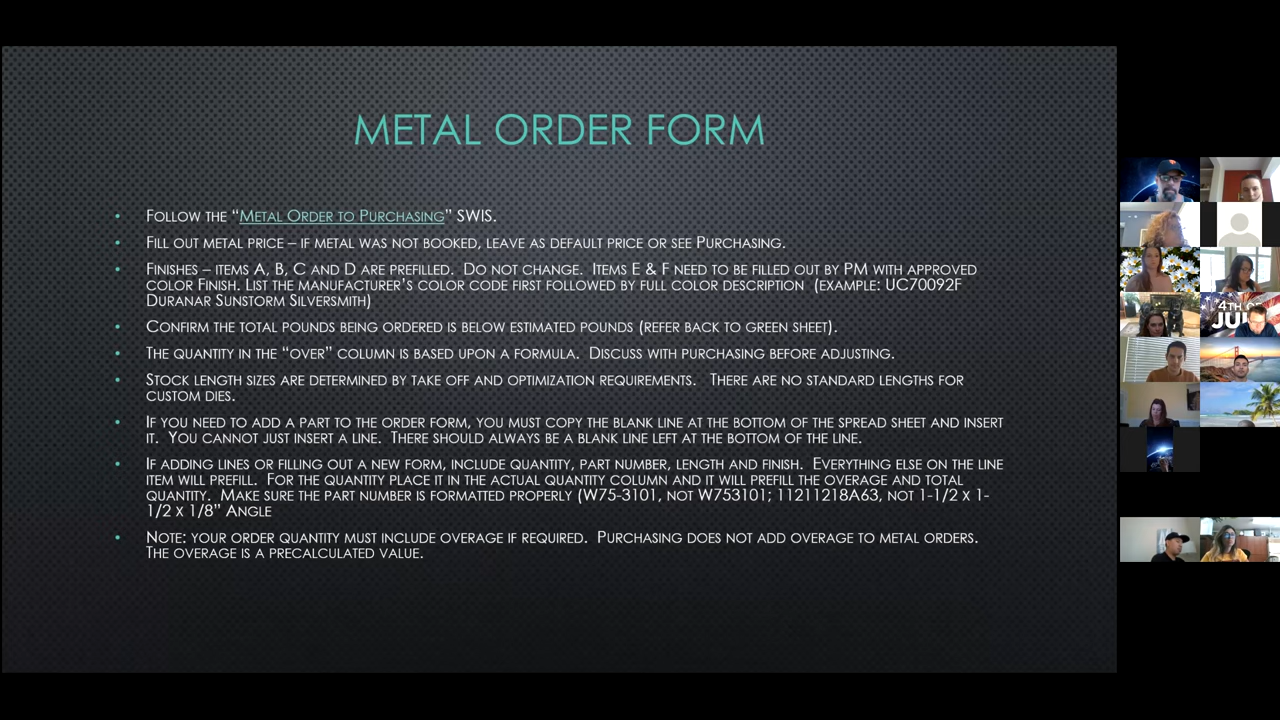 METAL ORDER FORM
• FOLLOW THE “METAL ORDER TO PURCHASING” SWIS.
• FILL OUT METAL PRICE – IF METAL WAS NOT BOOKED, LEAVE AS DEFAULT PRICE OR SEE PURCHASING.
• FINISHES – ITEMS A, B, C AND D ARE PREFILLED. DO NOT CHANGE. ITEMS E & F NEED TO BE FILLED OUT BY PM WITH APPROVED
COLOR FINISH. LIST THE MANUFACTURER’S COLOR CODE FIRST FOLLOWED BY FULL COLOR DESCRIPTION (EXAMPLE: UC70092F
DURANAR SUNSTORM SILVERSMITH)
• CONFIRM THE TOTAL POUNDS BEING ORDERED IS BELOW ESTIMATED POUNDS (REFER BACK TO GREEN SHEET).
• THE QUANTITY IN THE “OVER” COLUMN IS BASED UPON A FORMULA. DISCUSS WITH PURCHASING BEFORE ADJUSTING.
• STOCK LENGTH SIZES ARE DETERMINED BY TAKE OFF AND OPTIMIZATION REQUIREMENTS. THERE ARE NO STANDARD LENGTHS FOR
CUSTOM DIES.
• IF YOU NEED TO ADD A PART TO THE ORDER FORM, YOU MUST COPY THE BLANK LINE AT THE BOTTOM OF THE SPREAD SHEET AND INSERT
IT. YOU CANNOT JUST INSERT A LINE. THERE SHOULD ALWAYS BE A BLANK LINE LEFT AT THE BOTTOM OF THE LINE.
• IF ADDING LINES OR FILLING OUT A NEW FORM, INCLUDE QUANTITY, PART NUMBER, LENGTH AND FINISH. EVERYTHING ELSE ON THE LINE
ITEM WILL PREFILL. FOR THE QUANTITY PLACE IT IN THE ACTUAL QUANTITY COLUMN AND IT WILL PREFILL THE OVERAGE AND TOTAL
QUANTITY. MAKE SURE THE PART NUMBER IS FORMATTED PROPERLY (W75-3101, NOT W753101; 11211218A63, NOT 1-1/2 X 1-
1/2 X 1/8” ANGLE
• NOTE: YOUR ORDER QUANTITY MUST INCLUDE OVERAGE IF REQUIRED. PURCHASING DOES NOT ADD OVERAGE TO METAL ORDERS.
THE OVERAGE IS A PRECALCULATED VALUE.
4TH OF
JUL